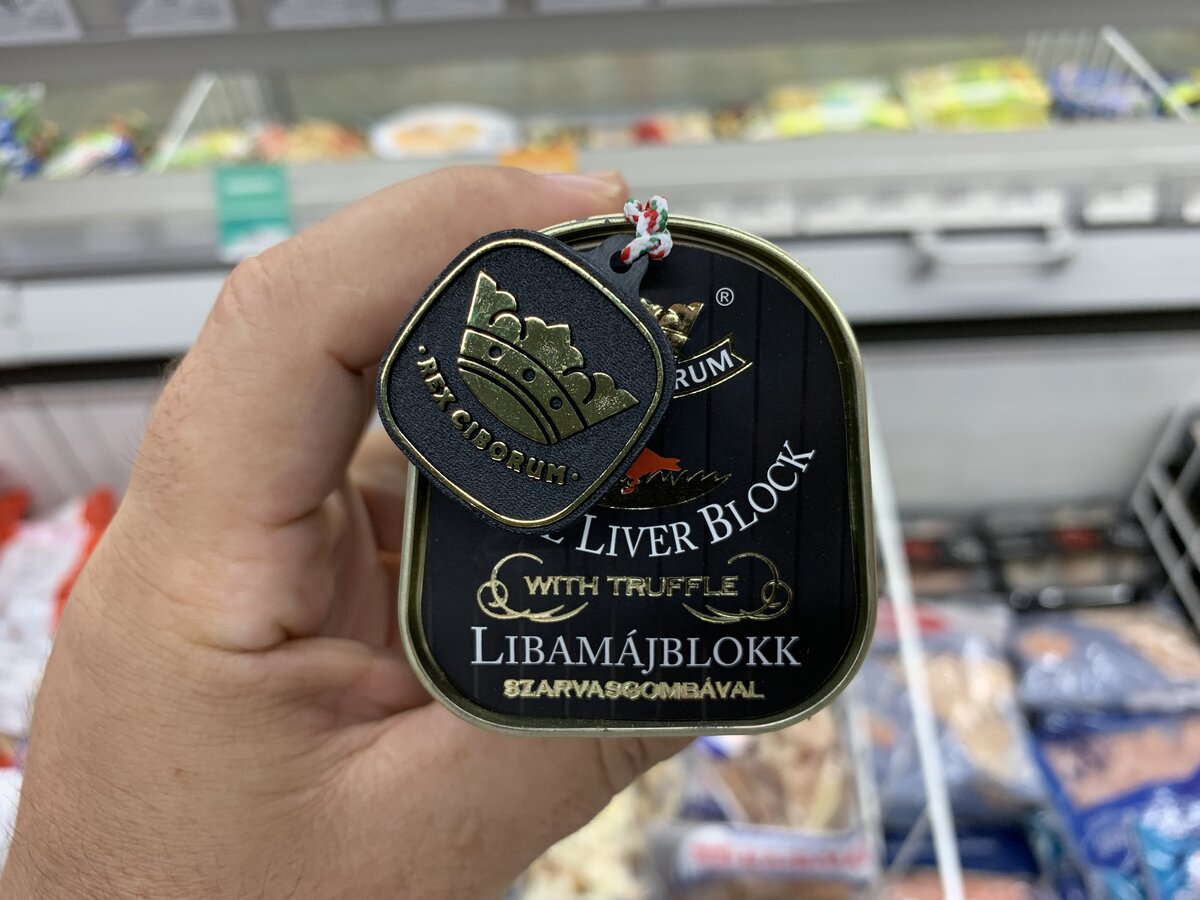 · REX CIBORUM ·
®
RUM
LIVER BLOCK
WITH TRUFFLE
LIBAMÁJBLOKK
SZARVASGOMBÁVAL